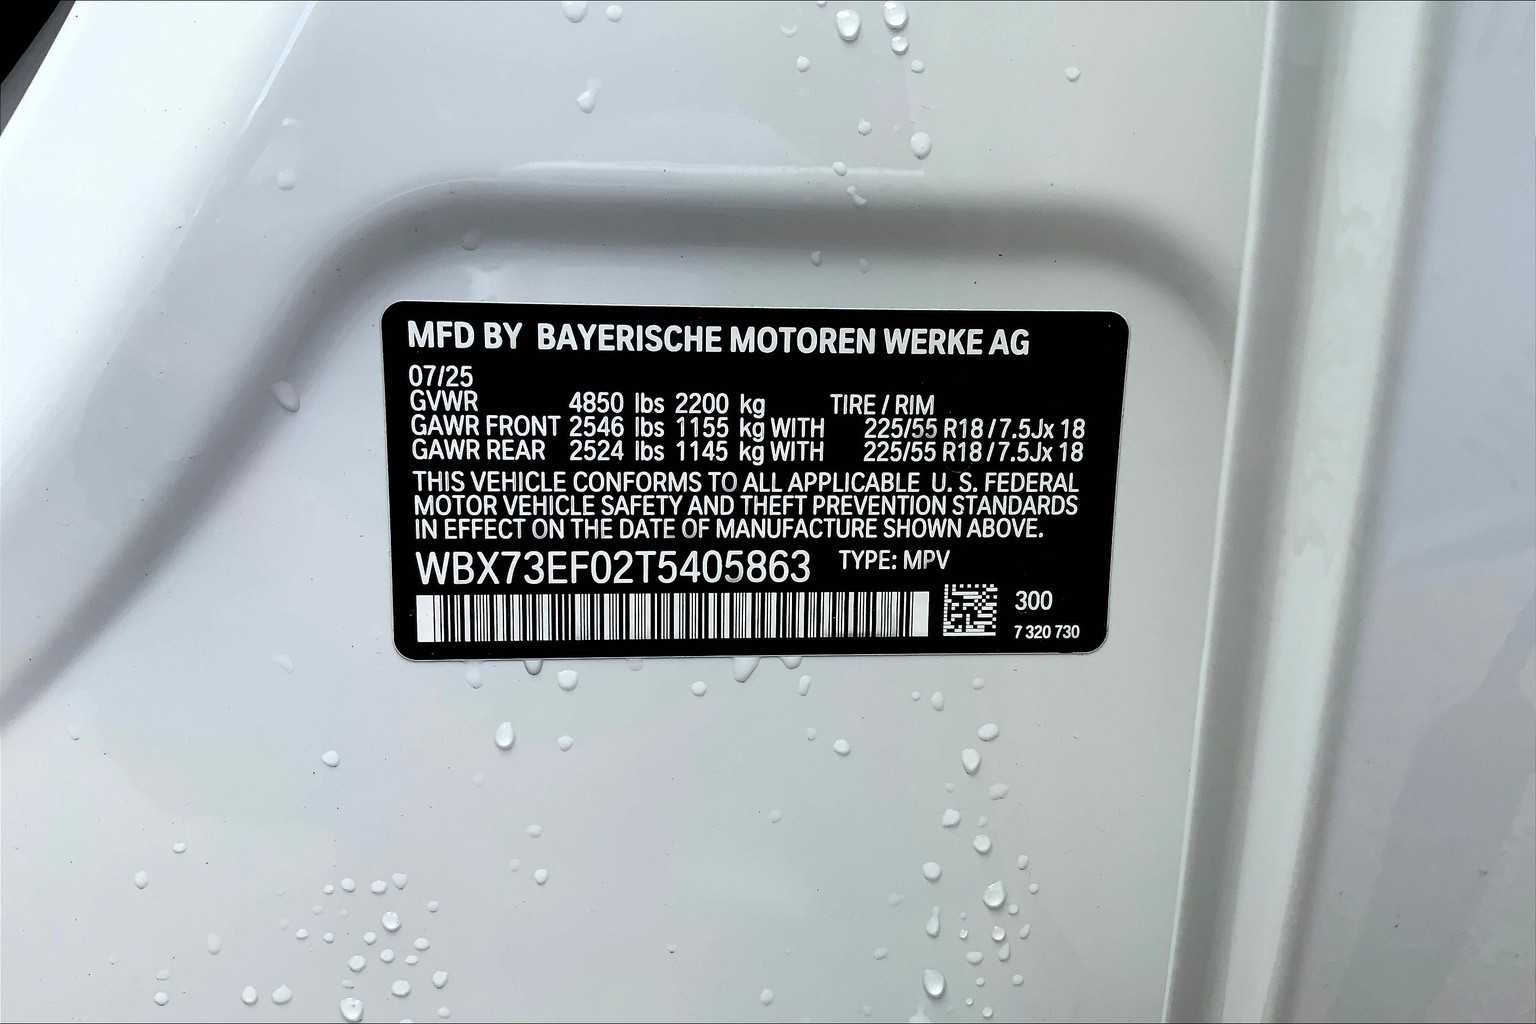 MFD BY BAYERISCHE MOTOREN WERKE AG
07/25
GVWR 4850 lbs 2200 kg TIRE / RIM
GAWR FRONT 2546 lbs 1155 kg WITH 225/55 R18 / 7.5Jx 18
GAWR REAR 2524 lbs 1145 kg WITH 225/55 R18 / 7.5Jx 18
THIS VEHICLE CONFORMS TO ALL APPLICABLE U. S. FEDERAL
MOTOR VEHICLE SAFETY AND THEFT PREVENTION STANDARDS
IN EFFECT ON THE DATE OF MANUFACTURE SHOWN ABOVE.
WBX73EF02T5405863 TYPE: MPV
300
7 320 730